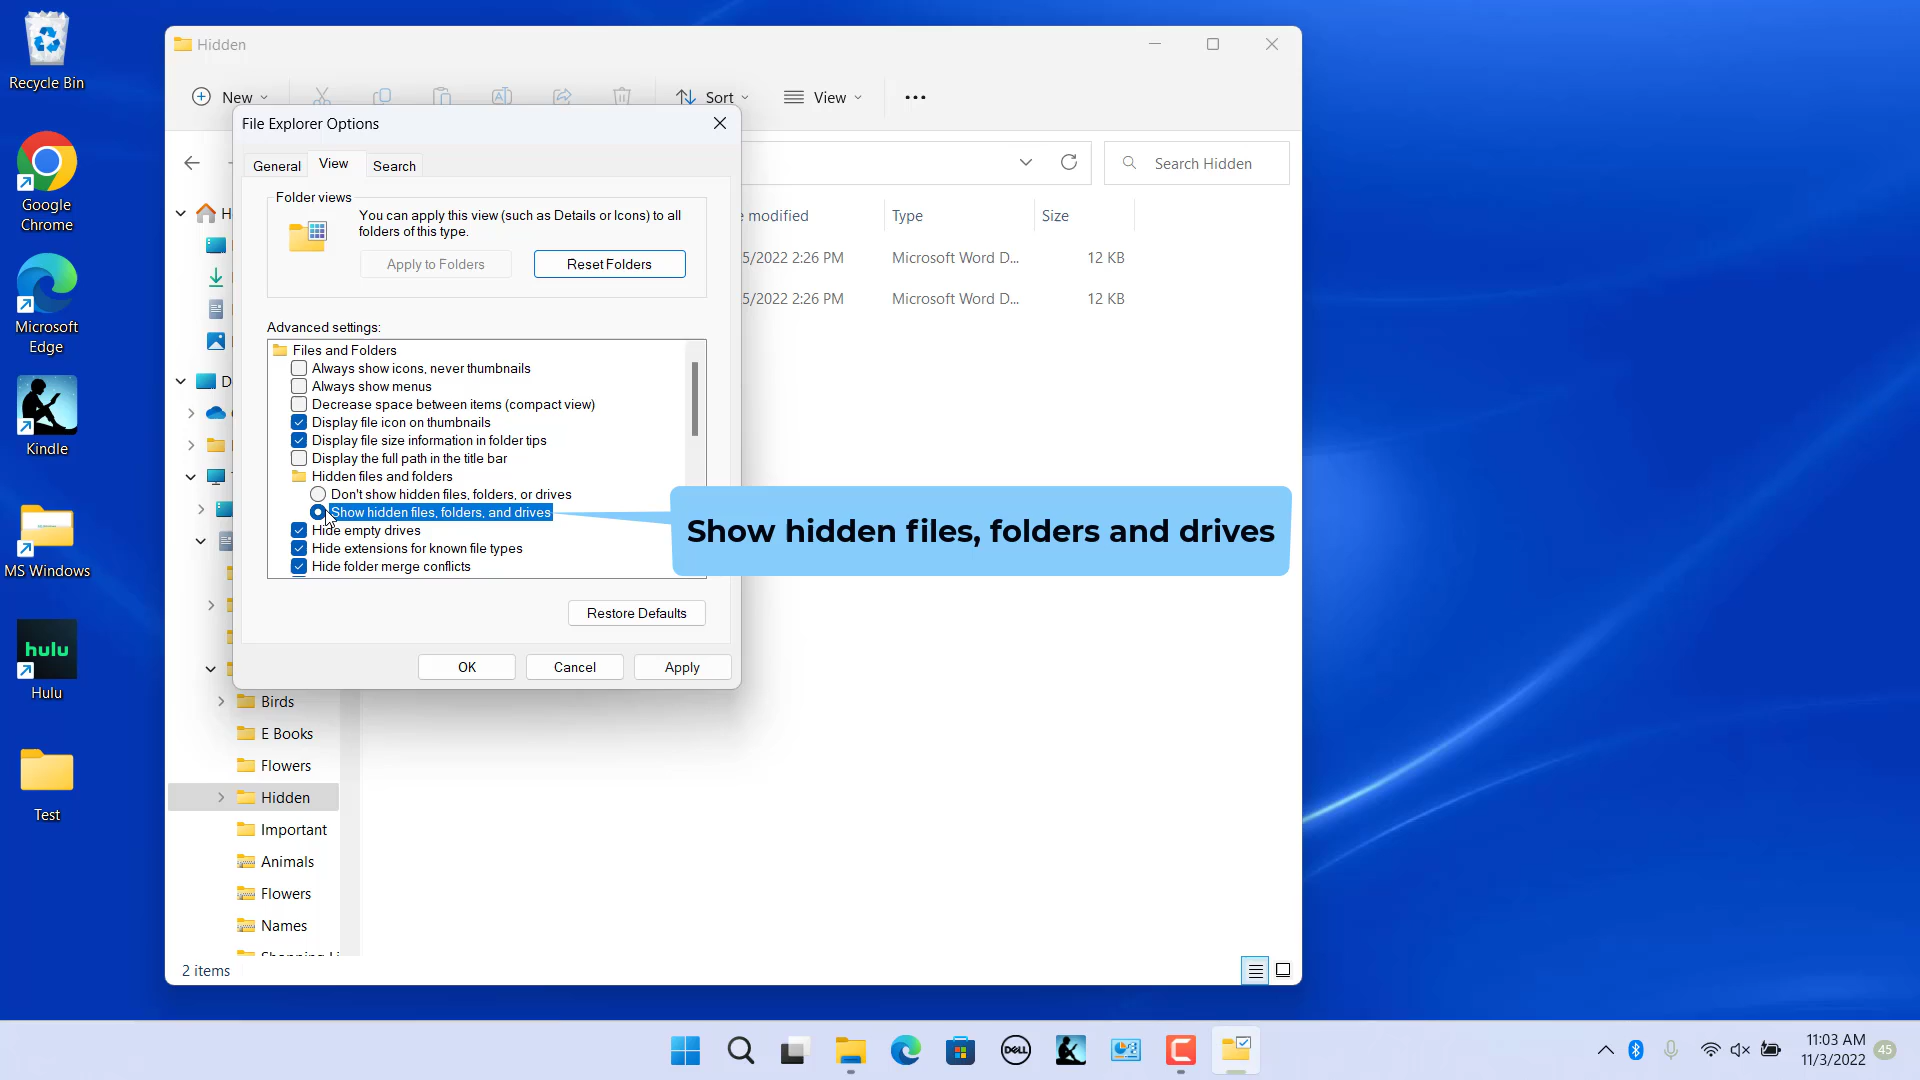 Recycle Bin
Google
Chrome
Microsoft
Edge
Kindle
MS Windows
hulu
Hulu
Test
Hidden
New
Sort
View
Search Hidden
modified
Type
Size
5/2022 2:26 PM
Microsoft Word D...
12 KB
5/2022 2:26 PM
Microsoft Word D...
12 KB
File Explorer Options
General
View
Search
Folder views
You can apply this view (such as Details or Icons) to all
folders of this type.
Apply to Folders
Reset Folders
Advanced settings:
Files and Folders
Always show icons, never thumbnails
Always show menus
Decrease space between items (compact view)
Display file icon on thumbnails
Display file size information in folder tips
Display the full path in the title bar
Hidden files and folders
Don't show hidden files, folders, or drives
Show hidden files, folders, and drives
Hide empty drives
Hide extensions for known file types
Hide folder merge conflicts
Restore Defaults
OK
Cancel
Apply
Show hidden files, folders and drives
Birds
E Books
Flowers
Hidden
Important
Animals
Flowers
Names
2 items
DELL
11:03 AM
11/3/2022
45